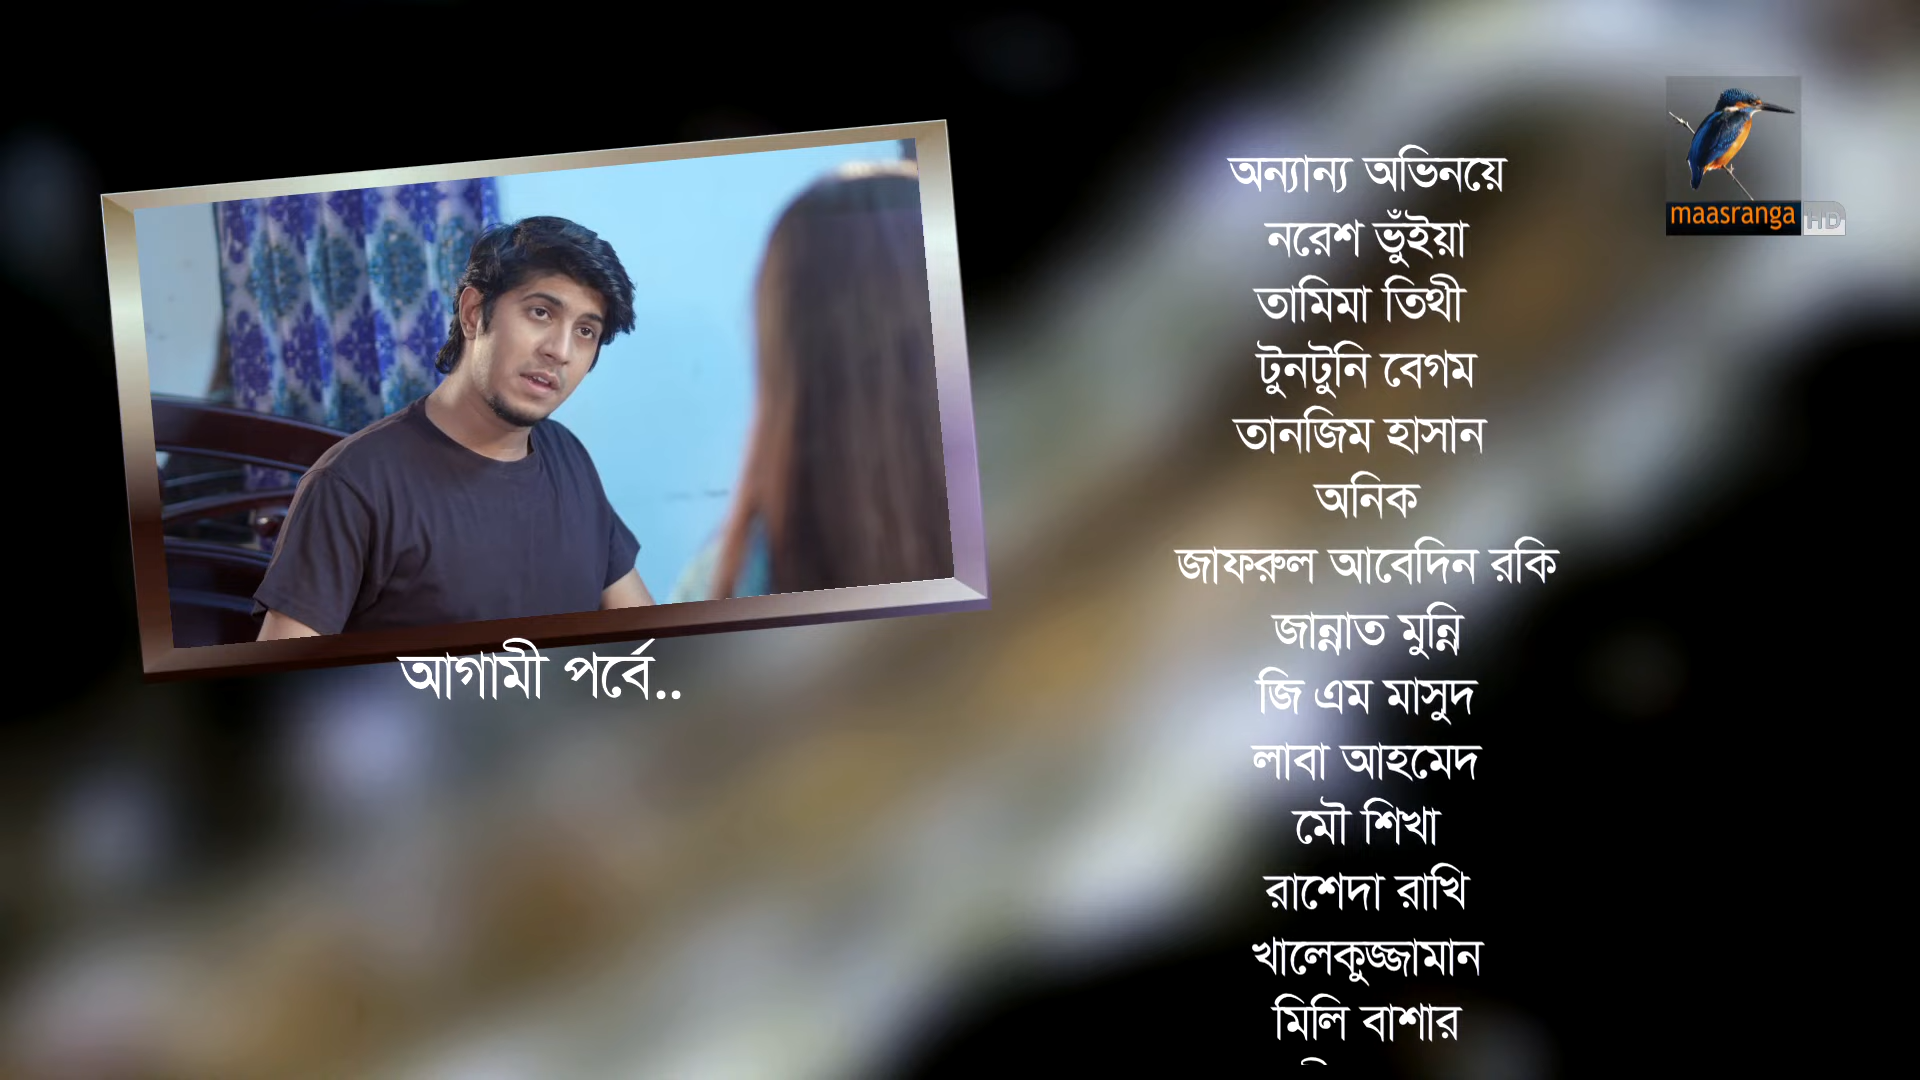 maasranga HD
অন্যান্য অভিনয়ে
নরেশ ভুঁইয়া
তামিমা তিথী
টুনটুনি বেগম
তানজিম হাসান
অনিক
জাফরুল আবেদিন রকি
জান্নাত মুন্নি
জি এম মাসুদ
লাবা আহমেদ
মৌ শিখা
রাশেদা রাখি
খালেকুজ্জামান
মিলি বাশার
আগামী পর্বে..